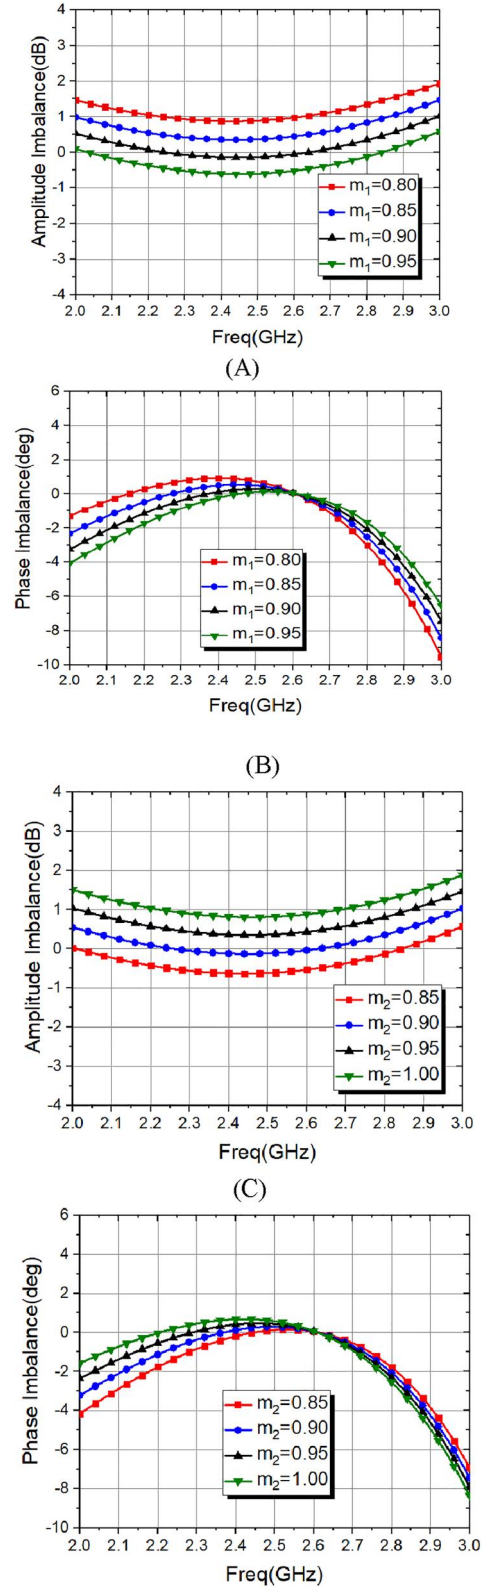 4
3
2
1
0
-1
-2
-3
-4
Amplitude Imbalance(dB)
m1=0.80
m1=0.85
m1=0.90
m1=0.95
2.0 2.1 2.2 2.3 2.4 2.5 2.6 2.7 2.8 2.9 3.0
Freq(GHz)
(A)
6
4
2
0
-2
-4
-6
-8
-10
Phase Imbalance(deg)
m1=0.80
m1=0.85
m1=0.90
m1=0.95
2.0 2.1 2.2 2.3 2.4 2.5 2.6 2.7 2.8 2.9 3.0
Freq(GHz)
(B)
4
3
2
1
0
-1
-2
-3
-4
Amplitude Imbalance(dB)
m2=0.85
m2=0.90
m2=0.95
m2=1.00
2.0 2.1 2.2 2.3 2.4 2.5 2.6 2.7 2.8 2.9 3.0
Freq(GHz)
(C)
6
4
2
0
-2
-4
-6
-8
-10
Phase Imbalance(deg)
m2=0.85
m2=0.90
m2=0.95
m2=1.00
2.0 2.1 2.2 2.3 2.4 2.5 2.6 2.7 2.8 2.9 3.0
Freq(GHz)